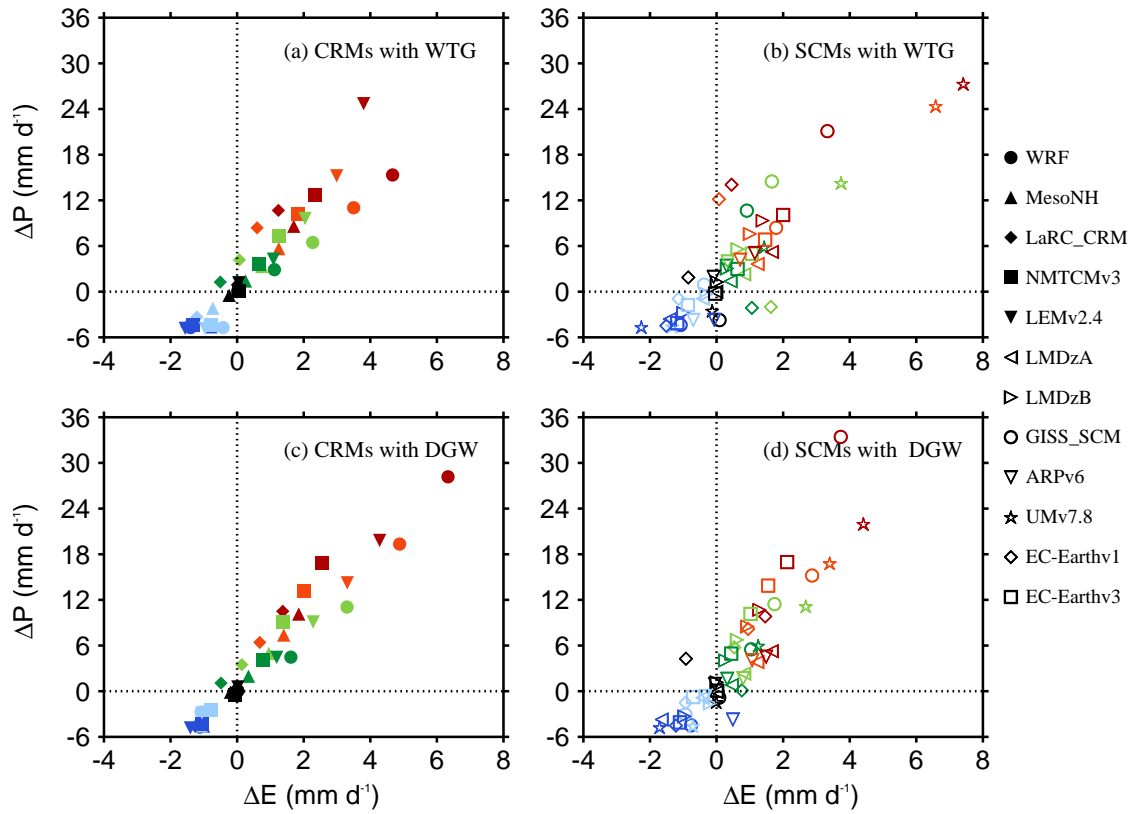 36
30
24
18
12
6
0
-6
-4 -2 0 2 4 6 8
ΔP (mm d-1)
(a) CRMs with WTG
36
30
24
18
12
6
0
-6
-4 -2 0 2 4 6 8
(b) SCMs with WTG
36
30
24
18
12
6
0
-6
-4 -2 0 2 4 6 8
ΔP (mm d-1)
ΔE (mm d-1)
(c) CRMs with DGW
36
30
24
18
12
6
0
-6
-4 -2 0 2 4 6 8
ΔE (mm d-1)
(d) SCMs with DGW
WRF
MesoNH
LaRC_CRM
NMTCMv3
LEMv2.4
LMDzA
LMDzB
GISS_SCM
ARPv6
UMv7.8
EC-Earthv1
EC-Earthv3